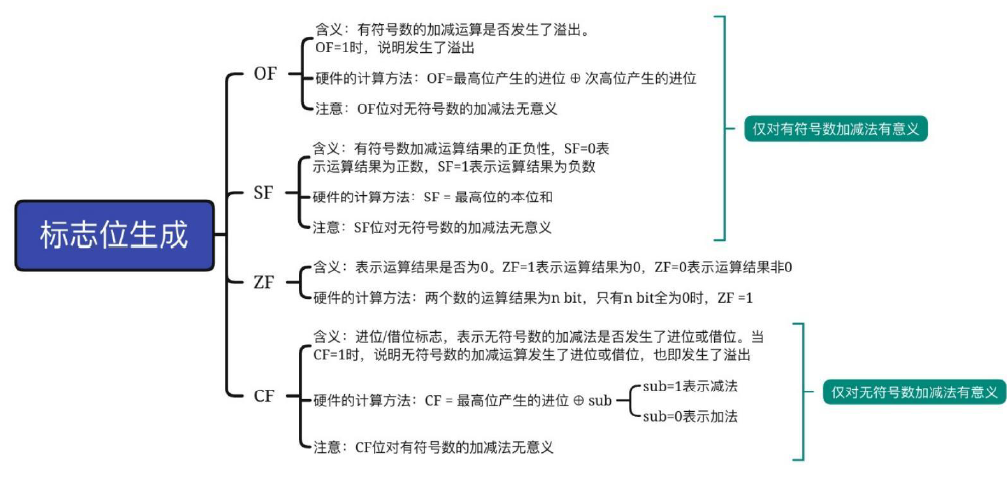 标志位生成
OF
含义：有符号数的加减运算是否发生了溢出。
OF=1时，说明发生了溢出
硬件的计算方法：OF=最高位产生的进位 ⊕ 次高位产生的进位
注意：OF位对无符号数的加减法无意义
SF
含义：有符号数加减运算结果的正负性，SF=0表
示运算结果为正数，SF=1表示运算结果为负数
硬件的计算方法：SF = 最高位的本位和
注意：SF位对无符号数的加减法无意义
仅对有符号数加减法有意义
ZF
含义：表示运算结果是否为0。ZF=1表示运算结果为0，ZF=0表示运算结果非0
硬件的计算方法：两个数的运算结果为n bit，只有n bit全为0时，ZF =1
CF
含义：进位/借位标志，表示无符号数的加减法是否发生了进位或借位。当
CF=1时，说明无符号数的加减运算发生了进位或借位，也即发生了溢出
硬件的计算方法：CF = 最高位产生的进位 ⊕ sub
sub=1表示减法
sub=0表示加法
注意：CF位对有符号数的加减法无意义
仅对无符号数加减法有意义